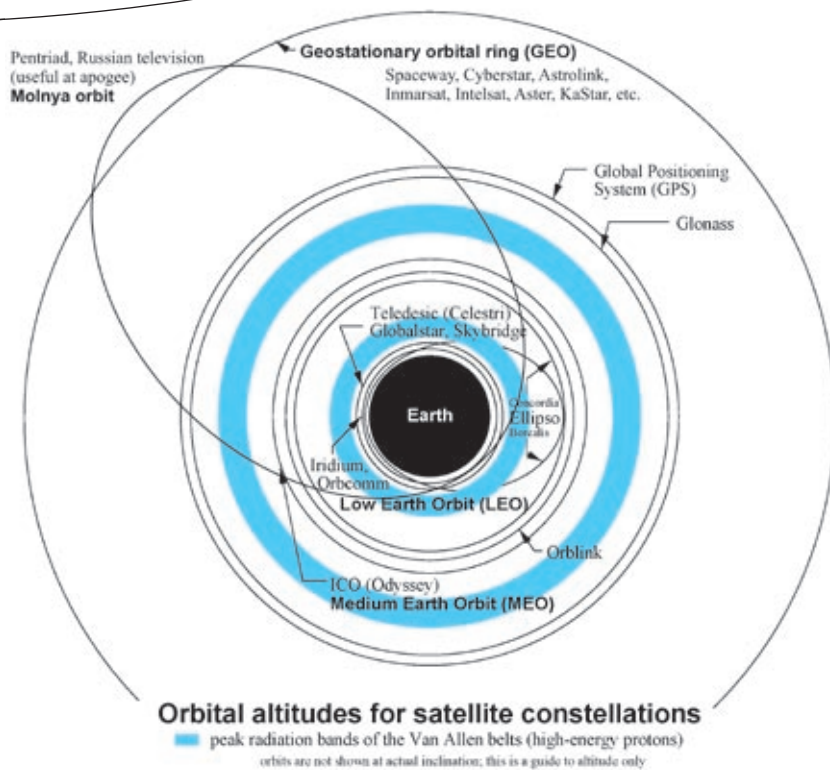 Pentriad, Russian television
(useful at apogee)
Molnya orbit
Geostationary orbital ring (GEO)
Spaceway, Cyberstar, Astrolink,
Inmarsat, Intelsat, Aster, KaStar, etc.
Global Positioning
System (GPS)
Glonass
Teledesic (Celestri)
Globalstar, Skybridge
Earth
Concordia
Ellipso
Borealis
Iridium,
Orbcomm
Low Earth Orbit (LEO)
Orblink
ICO (Odyssey)
Medium Earth Orbit (MEO)
Orbital altitudes for satellite constellations
peak radiation bands of the Van Allen belts (high-energy protons)
orbits are not shown at actual inclination; this is a guide to altitude only